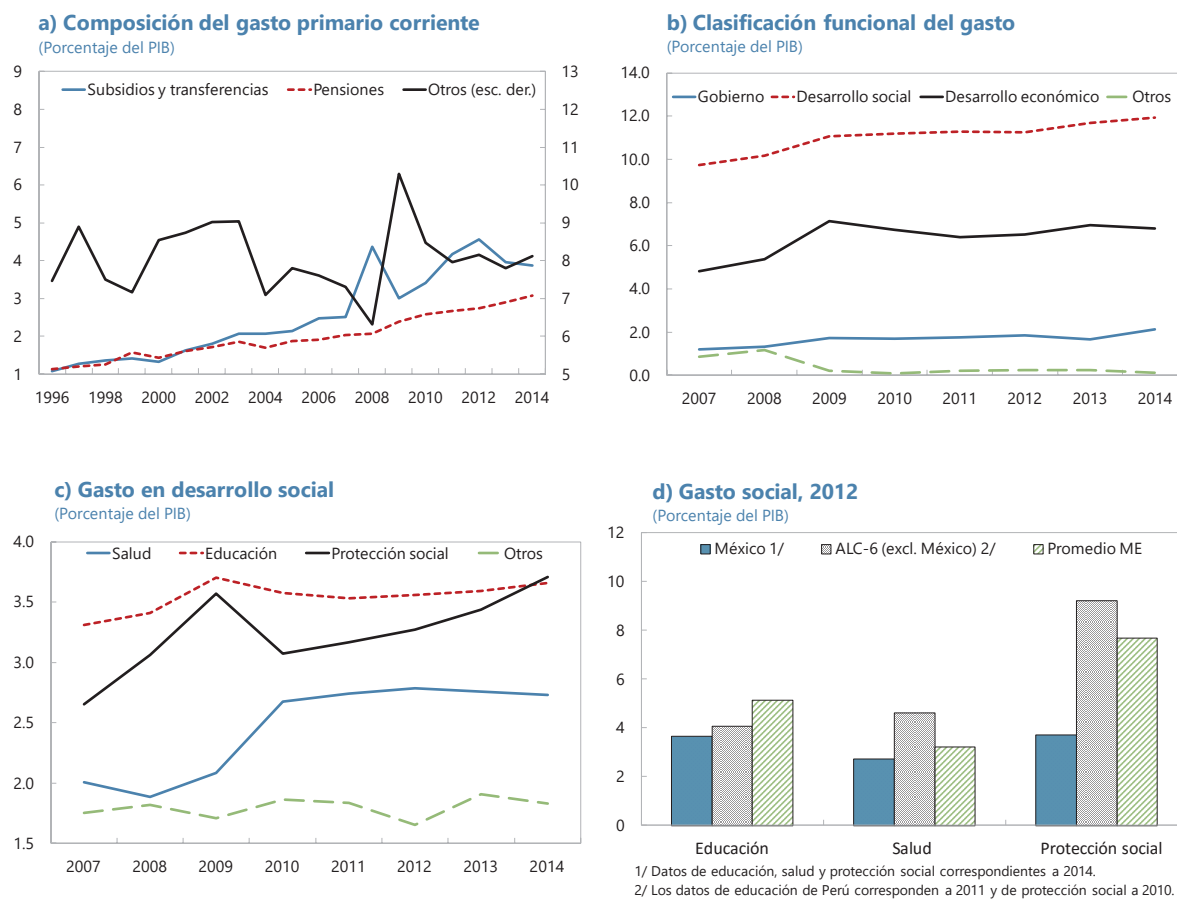 a) Composición del gasto primario corriente
(Porcentaje del PIB)
Subsidios y transferencias Pensiones Otros (esc. der.)
9
8
7
6
5
4
3
2
1
13
12
11
10
9
8
7
6
5
1996 1998 2000 2002 2004 2006 2008 2010 2012 2014
b) Clasificación funcional del gasto
(Porcentaje del PIB)
Gobierno Desarrollo social Desarrollo económico Otros
14.0
12.0
10.0
8.0
6.0
4.0
2.0
0.0
2007 2008 2009 2010 2011 2012 2013 2014
c) Gasto en desarrollo social
(Porcentaje del PIB)
Salud Educación Protección social Otros
4.0
3.5
3.0
2.5
2.0
1.5
2007 2008 2009 2010 2011 2012 2013 2014
d) Gasto social, 2012
(Porcentaje del PIB)
México 1/ ALC-6 (excl. México) 2/ Promedio ME
12
10
8
6
4
2
0
Educación Salud Protección social
1/ Datos de educación, salud y protección social correspondientes a 2014.
2/ Los datos de educación de Perú corresponden a 2011 y de protección social a 2010.